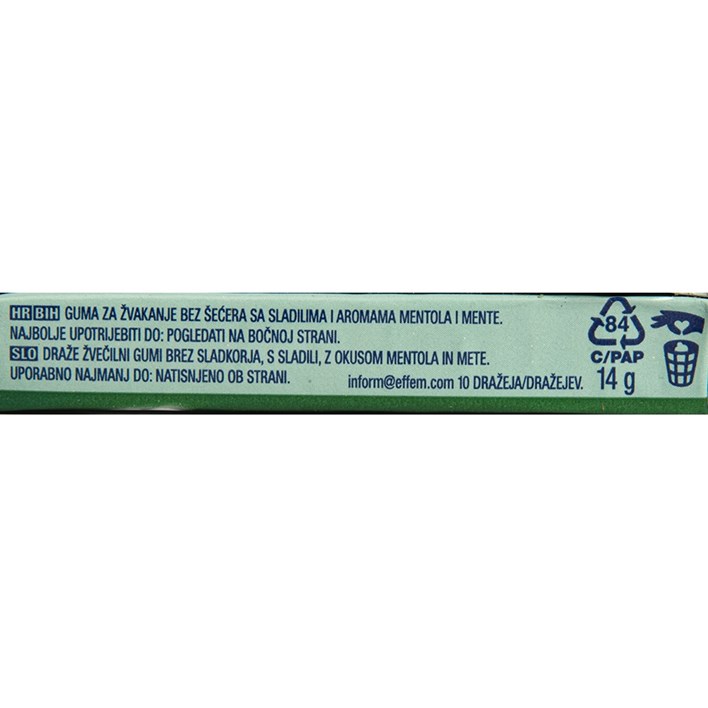 HR BIH GUMA ZA ŽVAKANJE BEZ ŠEĆERA SA SLADILIMA I AROMAMA MENTOLA I MENTE.
NAJBOLJE UPOTRIJEBITI DO: POGLEDATI NA BOČNOJ STRANI.
SLO DRAŽE ŽVEČILNI GUMI BREZ SLADKORJA, S SLADILI, Z OKUSOM MENTOLA IN METE.
UPORABNO NAJMANJ DO: NATISNJENO OB STRANI. inform@effem.com 10 DRAŽEJA/DRAŽEJEV.
84
C/PAP
14 g